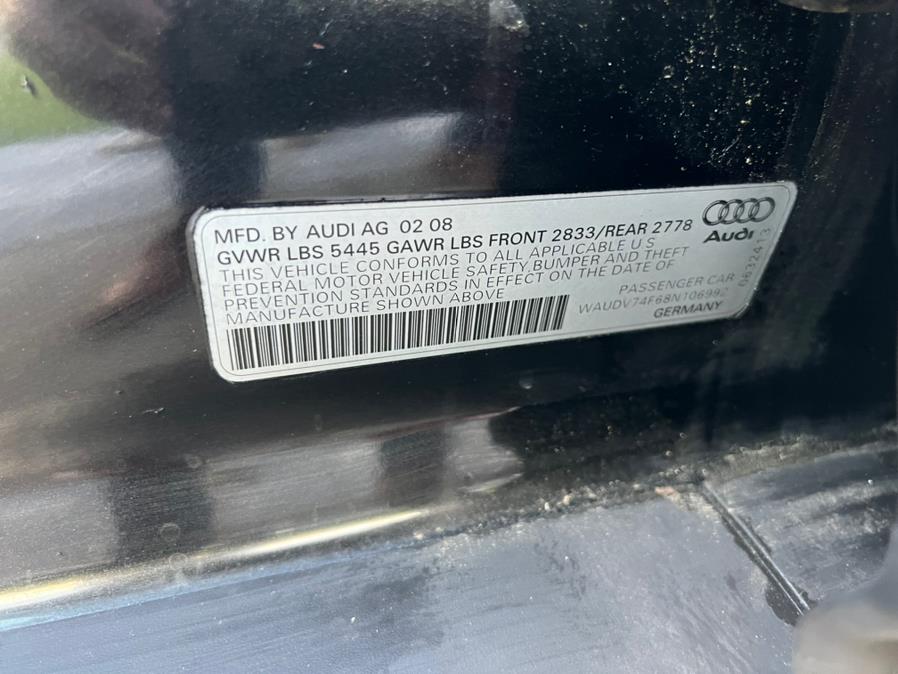 MFD. BY AUDI AG 02 08
GVWR LBS 5445 GAWR LBS FRONT 2833/REAR 2778
THIS VEHICLE CONFORMS TO ALL APPLICABLE U S
FEDERAL MOTOR VEHICLE SAFETY,BUMPER AND THEFT
PREVENTION STANDARDS IN EFFECT ON THE DATE OF
MANUFACTURE SHOWN ABOVE
Audi
PASSENGER CAR
WAUDV74F68N106992
GERMANY
0632413